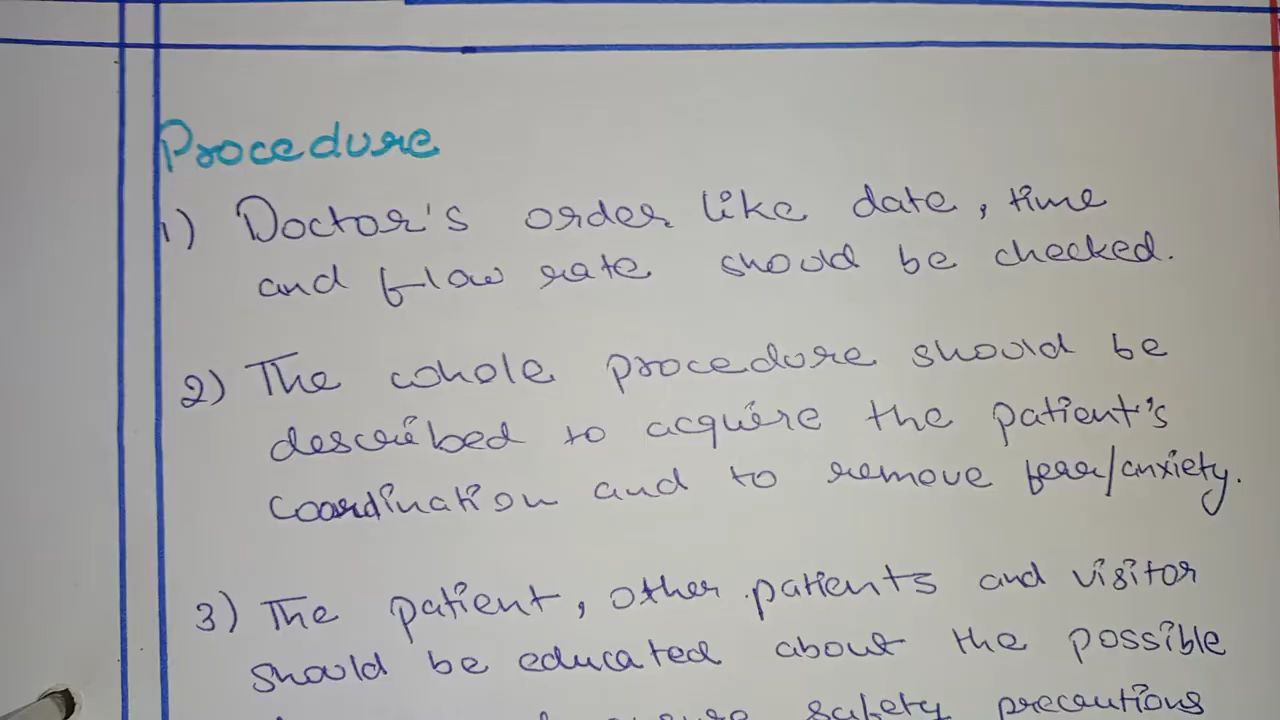 Procedure
1) Doctor's order like date, time
and flow rate should be checked.
2) The whole procedure should be
described to acquire the patient's
coordination and to remove fear/anxiety.
3) The patient, other patients and visitor
should be educated about the possible
safety precautions